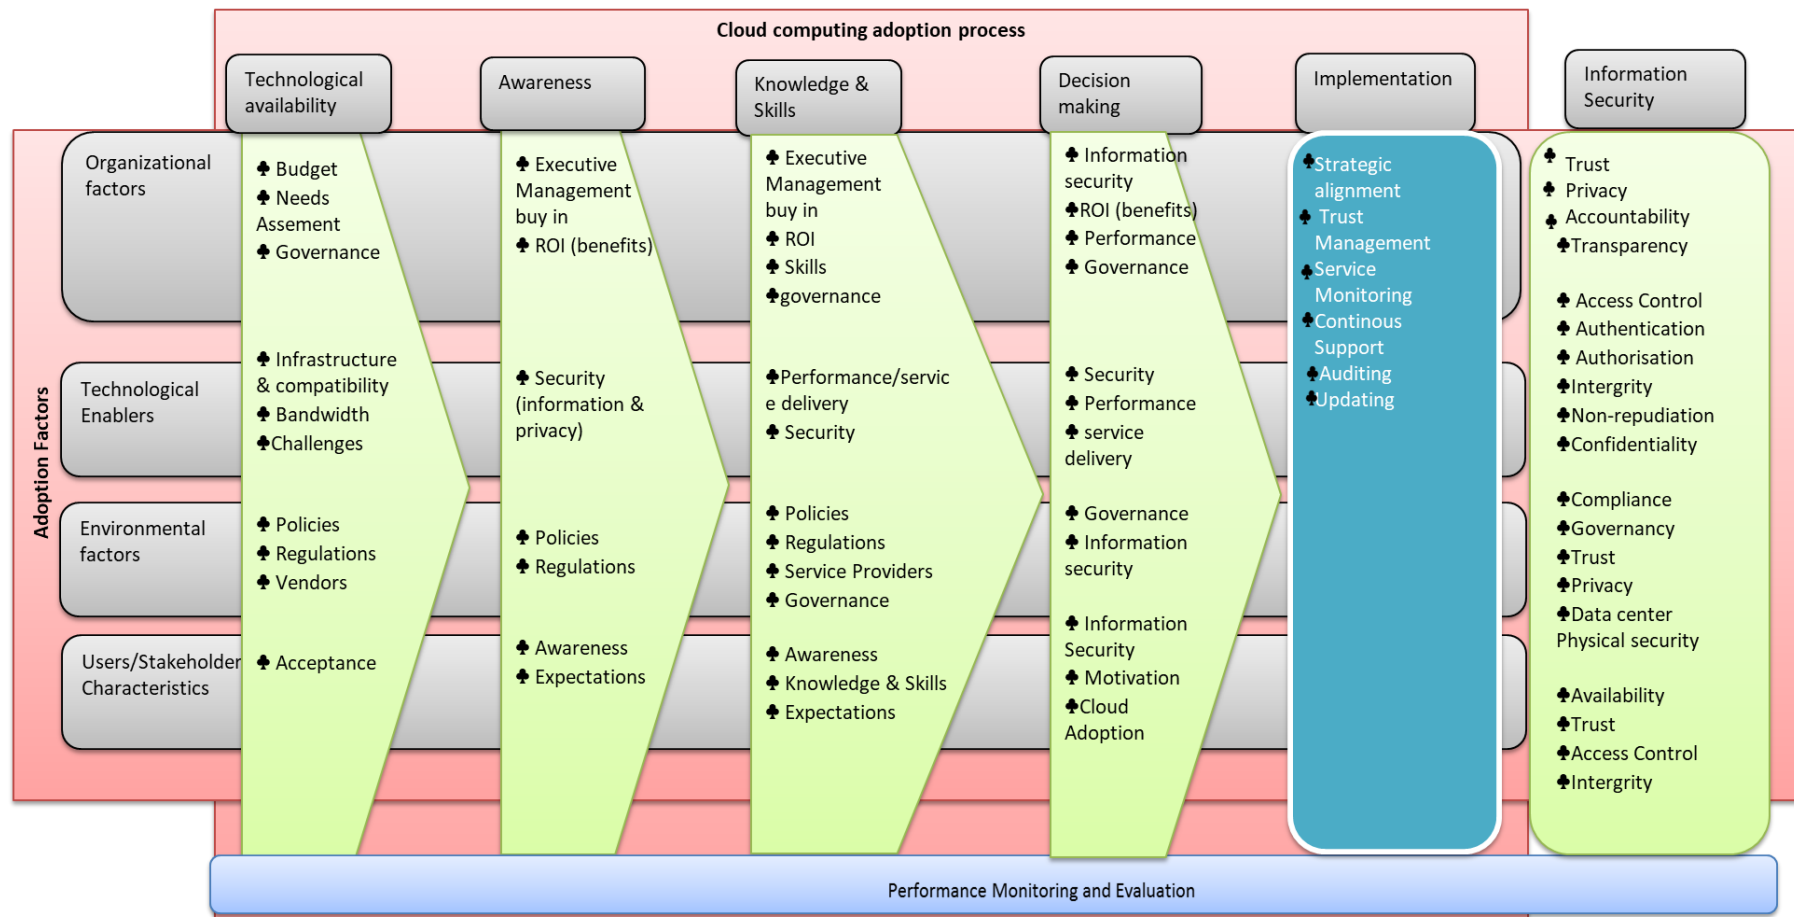 Cloud computing adoption process
Technological
availability
Awareness
Knowledge &
Skills
Decision
making
Implementation
Information
Security
Adoption Factors
Organizational
factors
♣ Budget
♣ Needs
Assement
♣ Governance
♣ Executive
Management
buy in
♣ ROI (benefits)
♣ Executive
Management
buy in
♣ ROI
♣ Skills
♣governance
♣ Information
security
♣ROI (benefits)
♣ Performance
♣ Governance
Technological
Enablers
♣ Infrastructure
& compatibility
♣ Bandwidth
♣Challenges
♣ Security
(information &
privacy)
♣Performance/servic
e delivery
♣ Security
♣ Security
♣ Performance
♣ service
delivery
Environmental
factors
♣ Policies
♣ Regulations
♣ Vendors
♣ Policies
♣ Regulations
♣ Policies
♣ Regulations
♣ Service Providers
♣ Governance
♣ Governance
♣ Information
security
Users/Stakeholder
Characteristics
♣ Acceptance
♣ Awareness
♣ Expectations
♣ Awareness
♣ Knowledge & Skills
♣ Expectations
♣ Information
Security
♣ Motivation
♣Cloud
Adoption
♣Strategic
alignment
♣ Trust
Management
♣Service
Monitoring
♣Continous
Support
♣Auditing
♣Updating
♣ Trust
♣ Privacy
♣ Accountability
♣Transparency
♣ Access Control
♣ Authentication
♣ Authorisation
♣Intergrity
♣Non-repudiation
♣Confidentiality
♣Compliance
♣Governancy
♣Trust
♣Privacy
♣Data center
Physical security
♣Availability
♣Trust
♣Access Control
♣Intergrity
Performance Monitoring and Evaluation